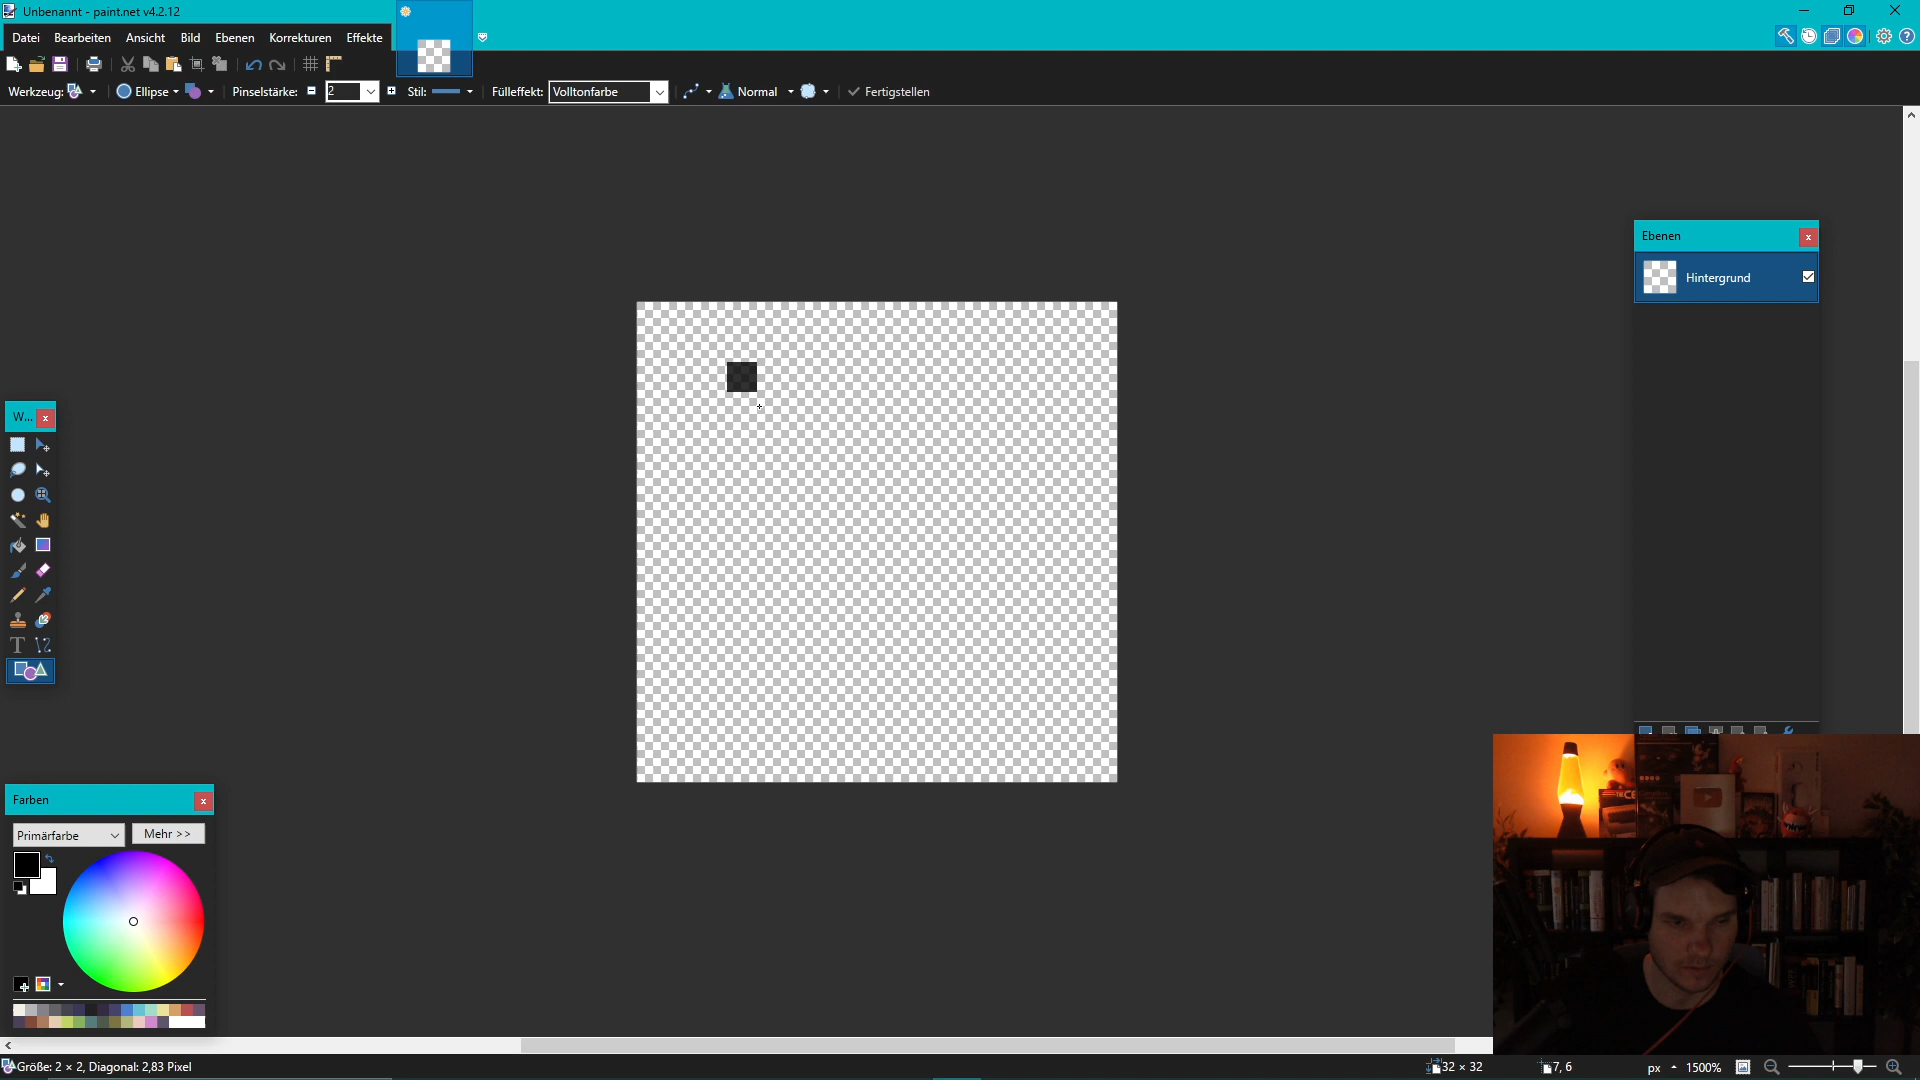 Unbenannt - paint.net v4.2.12
Datei Bearbeiten Ansicht Bild Ebenen Korrekturen Effekte
Werkzeug: Ellipse Pinselstärke: 2 Stil: Fülleffekt: Volltonfarbe Normal Fertigstellen
Ebenen
Hintergrund
W...
Farben
Primärfarbe Mehr >>
Größe: 2 × 2, Diagonal: 2,83 Pixel 32 × 32 7, 6 px 1500%